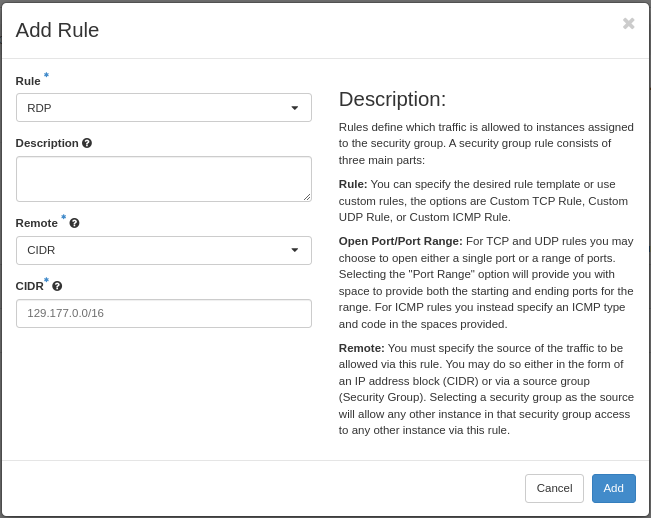 Add Rule
×
Rule *
RDP
Description ?
Remote * ?
CIDR
CIDR * ?
129.177.0.0/16
Description:
Rules define which traffic is allowed to instances assigned
to the security group. A security group rule consists of
three main parts:
Rule: You can specify the desired rule template or use
custom rules, the options are Custom TCP Rule, Custom
UDP Rule, or Custom ICMP Rule.
Open Port/Port Range: For TCP and UDP rules you may
choose to open either a single port or a range of ports.
Selecting the "Port Range" option will provide you with
space to provide both the starting and ending ports for the
range. For ICMP rules you instead specify an ICMP type
and code in the spaces provided.
Remote: You must specify the source of the traffic to be
allowed via this rule. You may do so either in the form of
an IP address block (CIDR) or via a source group
(Security Group). Selecting a security group as the source
will allow any other instance in that security group access
to any other instance via this rule.
Cancel
Add